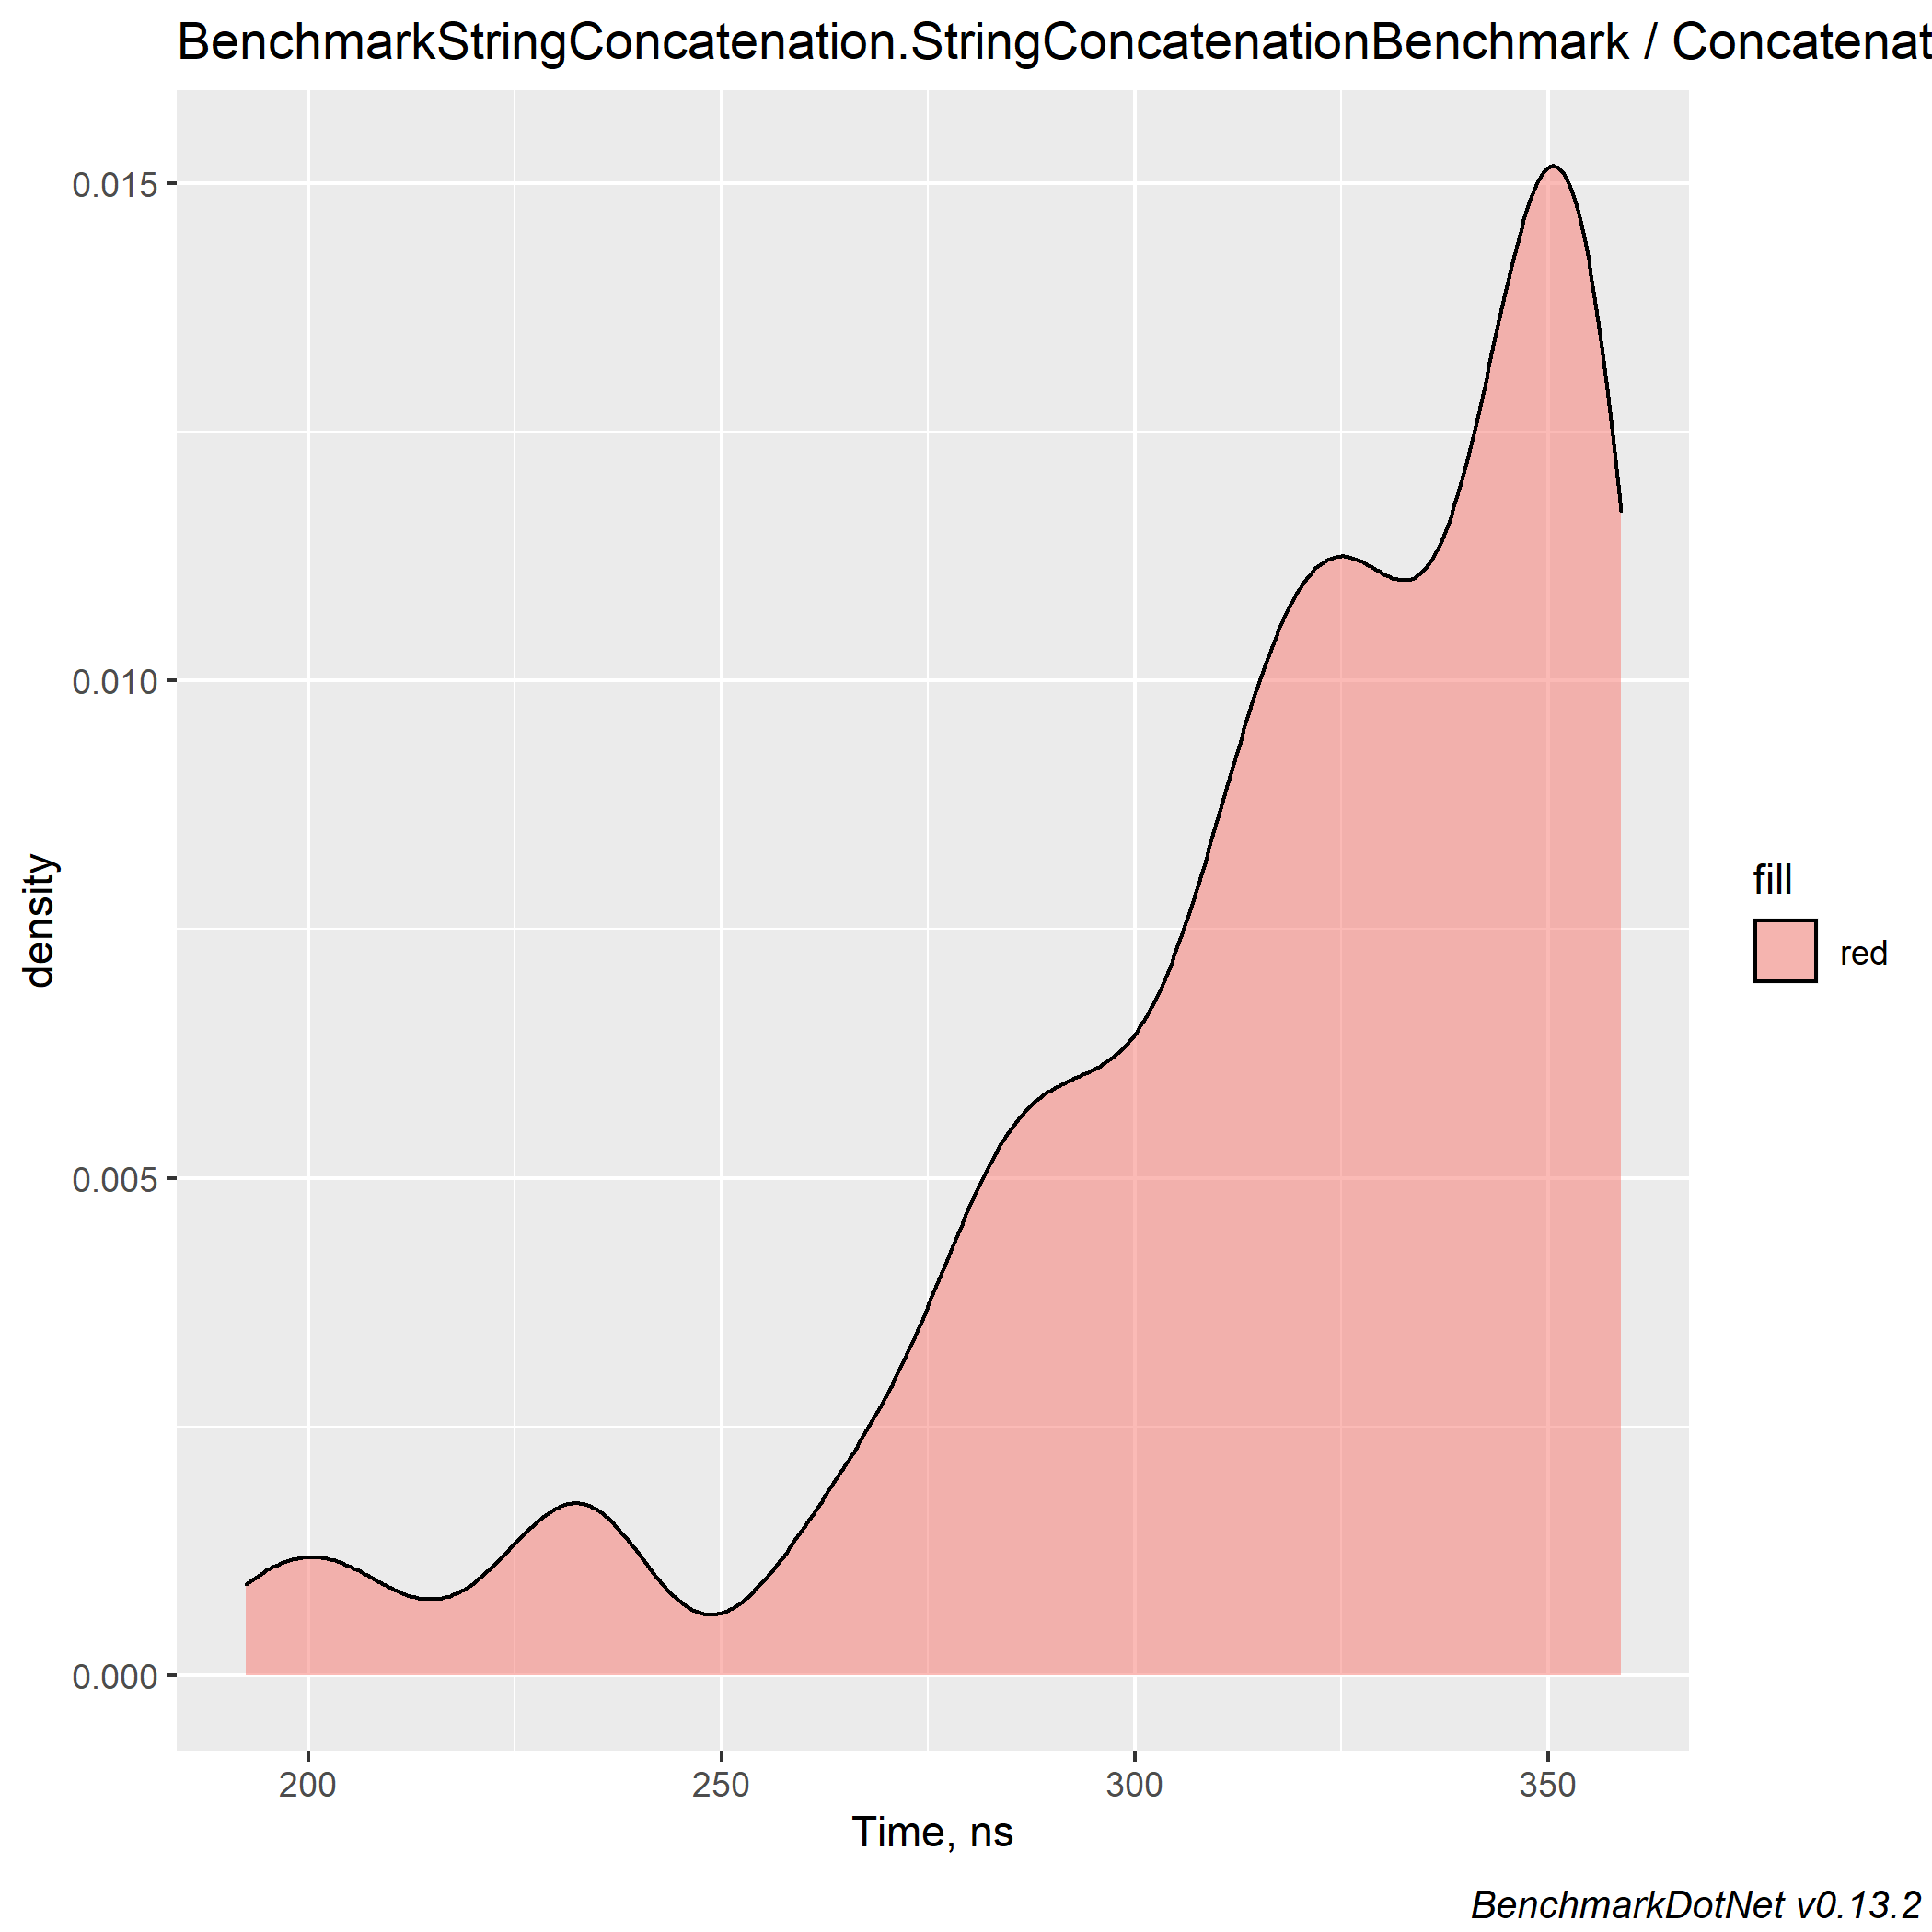 BenchmarkStringConcatenation.StringConcatenationBenchmark / Concatenat
0.015
0.010
0.005
0.000
density
200 250 300 350
Time, ns
fill
red
BenchmarkDotNet v0.13.2